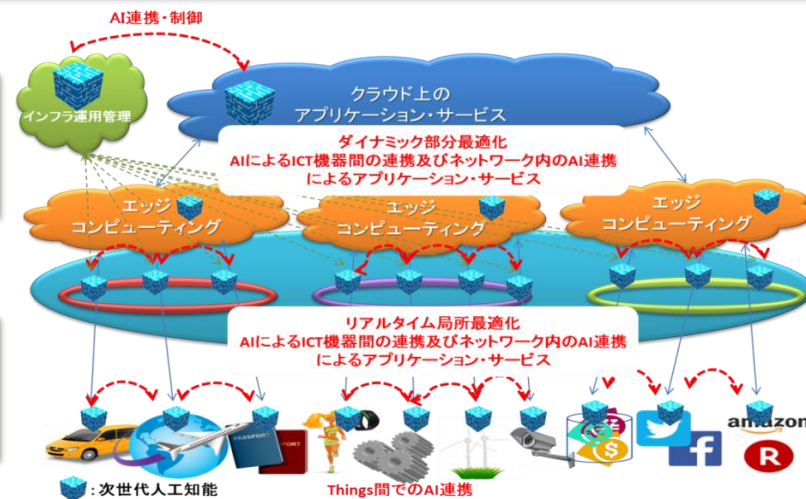 AI連携・制御
インフラ運用管理
クラウド上の
アプリケーション・サービス
ダイナミック部分最適化
AIによるICT機器間の連携及びネットワーク内のAI連携
によるアプリケーション・サービス
エッジ
コンピューティング
エッジ
コンピューティング
エッジ
コンピューティング
リアルタイム局所最適化
AIによるICT機器間の連携及びネットワーク内のAI連携
によるアプリケーション・サービス
PASSPORT
PORT
amazon
R
:次世代人工知能
Things間でのAI連携